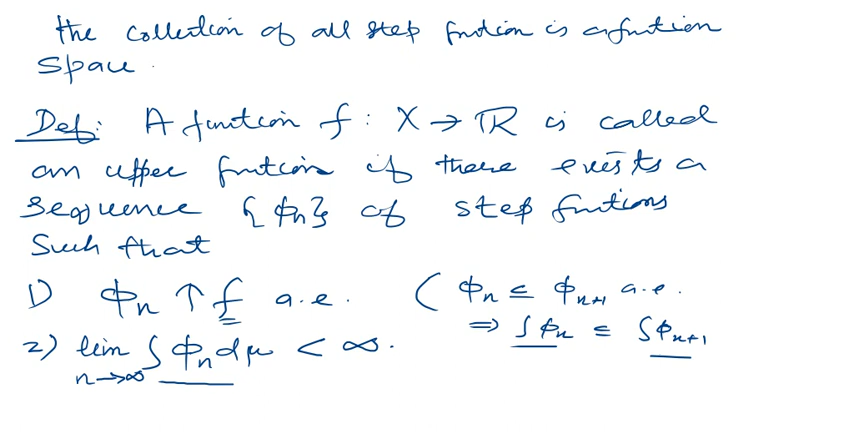 the collection of all step function is a function
space.
Def: A function f : X → ℝ is called
an upper function if there exists a
sequence {φn} of step functions
such that
1) φn ↑ f a.e. ( φn ≤ φn+1 a.e.
⇒ ∫ φn ≤ ∫ φn+1
2) lim n→∞ ∫ φn dμ < ∞.